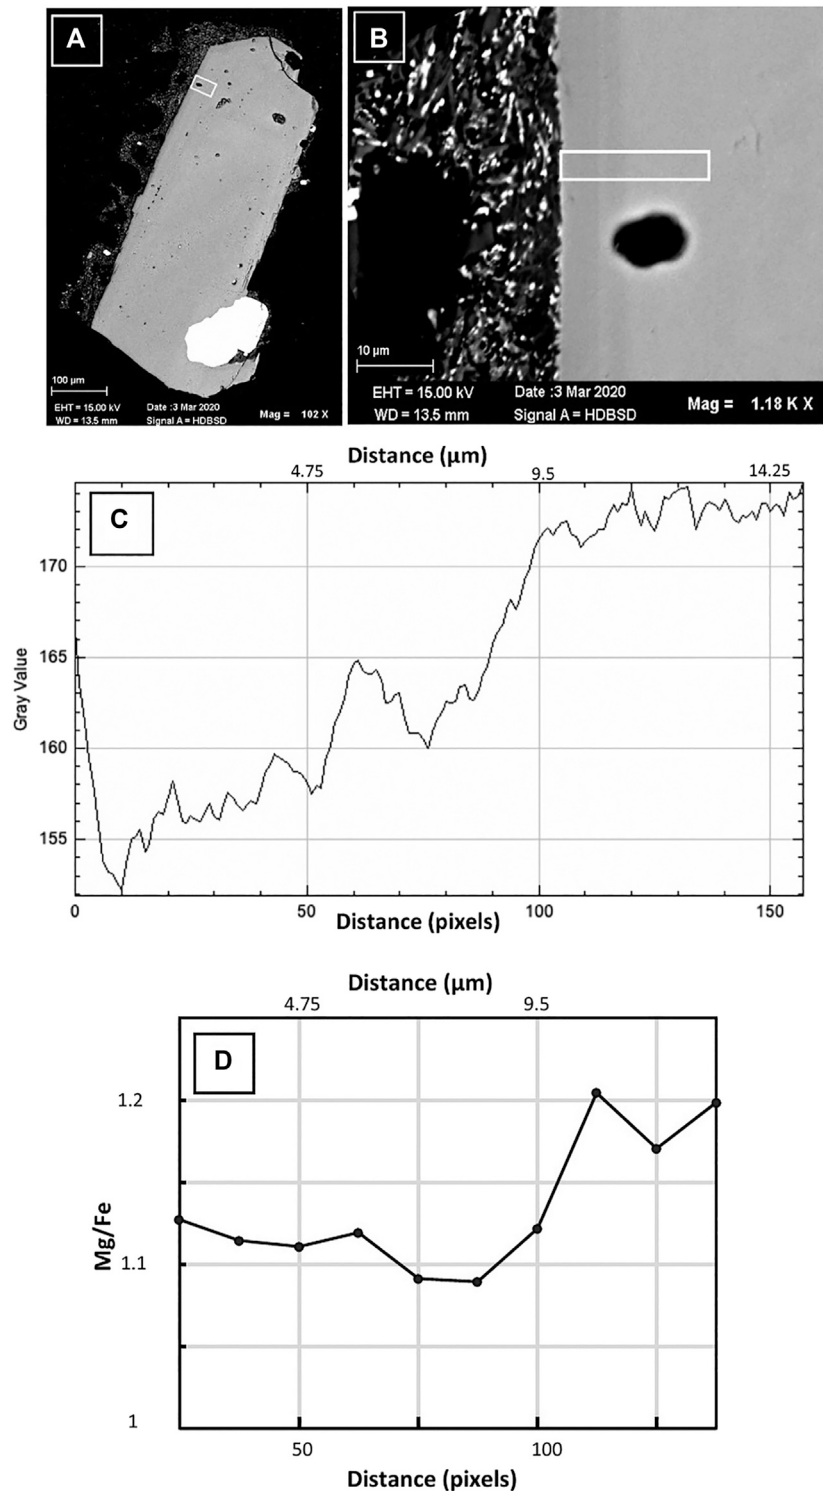 A
100 µm
EHT = 15.00 kV Date :3 Mar 2020
WD = 13.5 mm Signal A = HDBSD Mag = 102 X
B
10 µm
EHT = 15.00 kV Date :3 Mar 2020
WD = 13.5 mm Signal A = HDBSD Mag = 1.18 K X
Distance (µm)
4.75 9.5 14.25
C
170
165
160
155
Gray Value
0 50 100 150
Distance (pixels)
Distance (µm)
4.75 9.5
D
1.2
1.1
1
Mg/Fe
50 100
Distance (pixels)